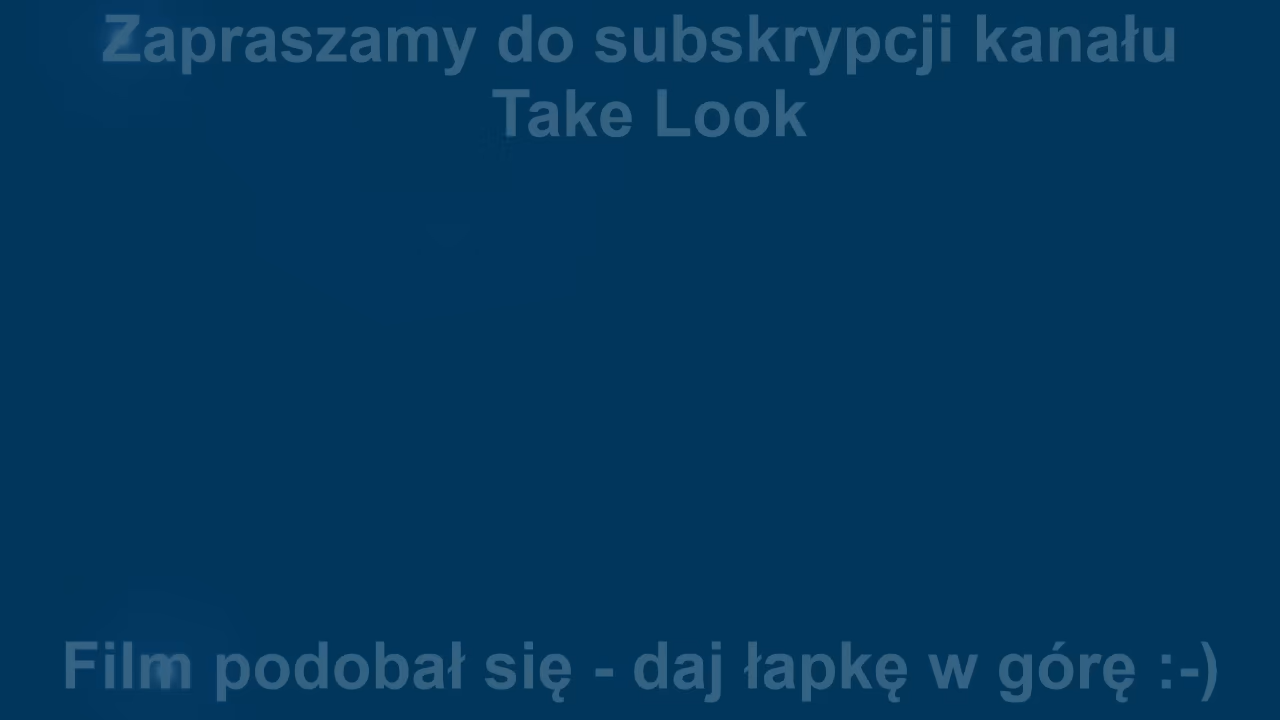 Zapraszamy do subskrypcji kanału
Take Look
Film podobał się - daj łapkę w górę :-)